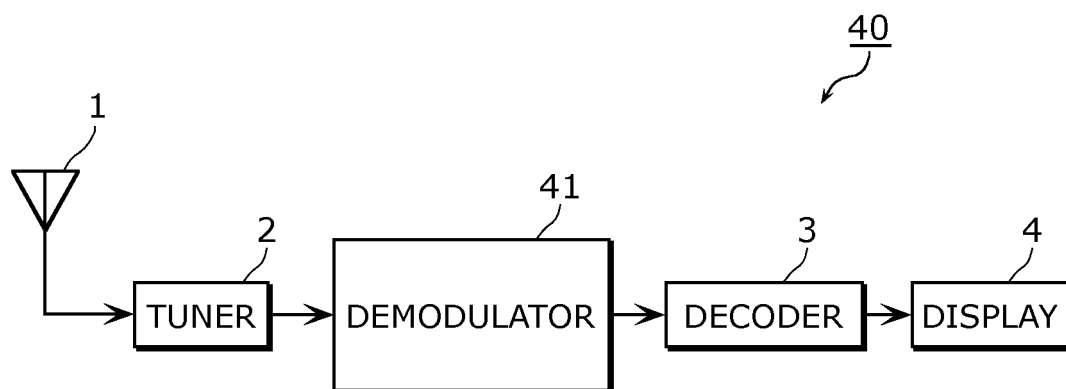 40
1
41
2
3
4
TUNER
DEMODULATOR
DECODER
DISPLAY